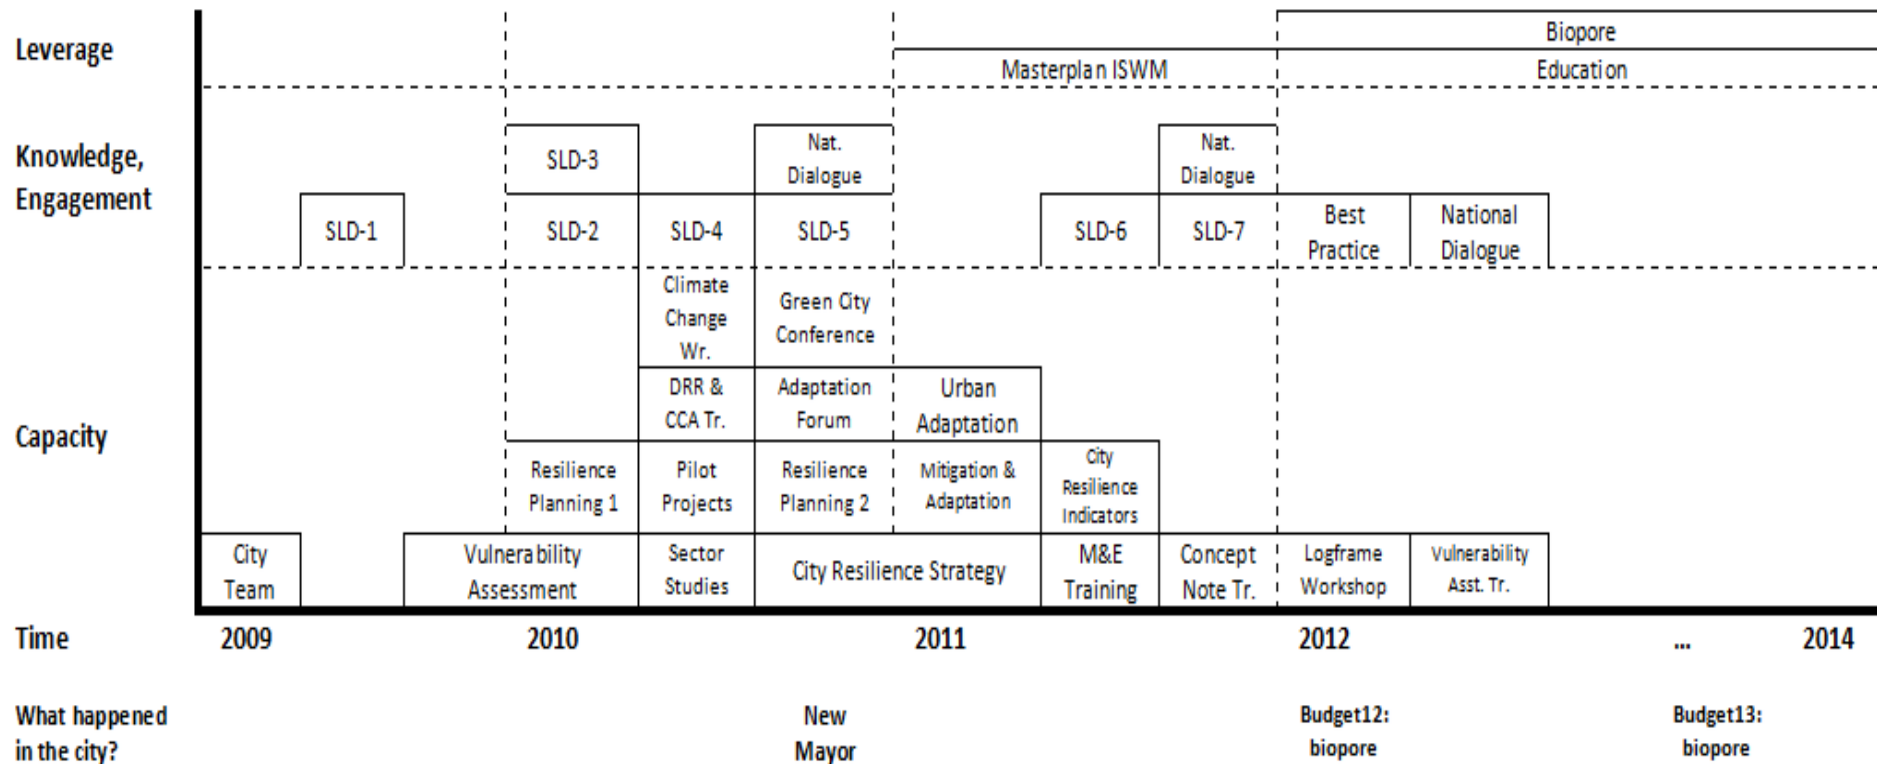 Leverage
Biopore
Masterplan ISWM
Education
Knowledge,
Engagement
SLD-3
Nat.
Dialogue
Nat.
Dialogue
SLD-1
SLD-2
SLD-4
SLD-5
SLD-6
SLD-7
Best
Practice
National
Dialogue
Capacity
Climate
Change
Wr.
Green City
Conference
DRR &
CCA Tr.
Adaptation
Forum
Urban
Adaptation
Resilience
Planning 1
Pilot
Projects
Resilience
Planning 2
Mitigation &
Adaptation
City
Resilience
Indicators
City
Team
Vulnerability
Assessment
Sector
Studies
City Resilience Strategy
M&E
Training
Concept
Note Tr.
Logframe
Workshop
Vulnerability
Asst. Tr.
Time
2009
2010
2011
2012
...
2014
What happened
in the city?
New
Mayor
Budget12:
biopore
Budget13:
biopore